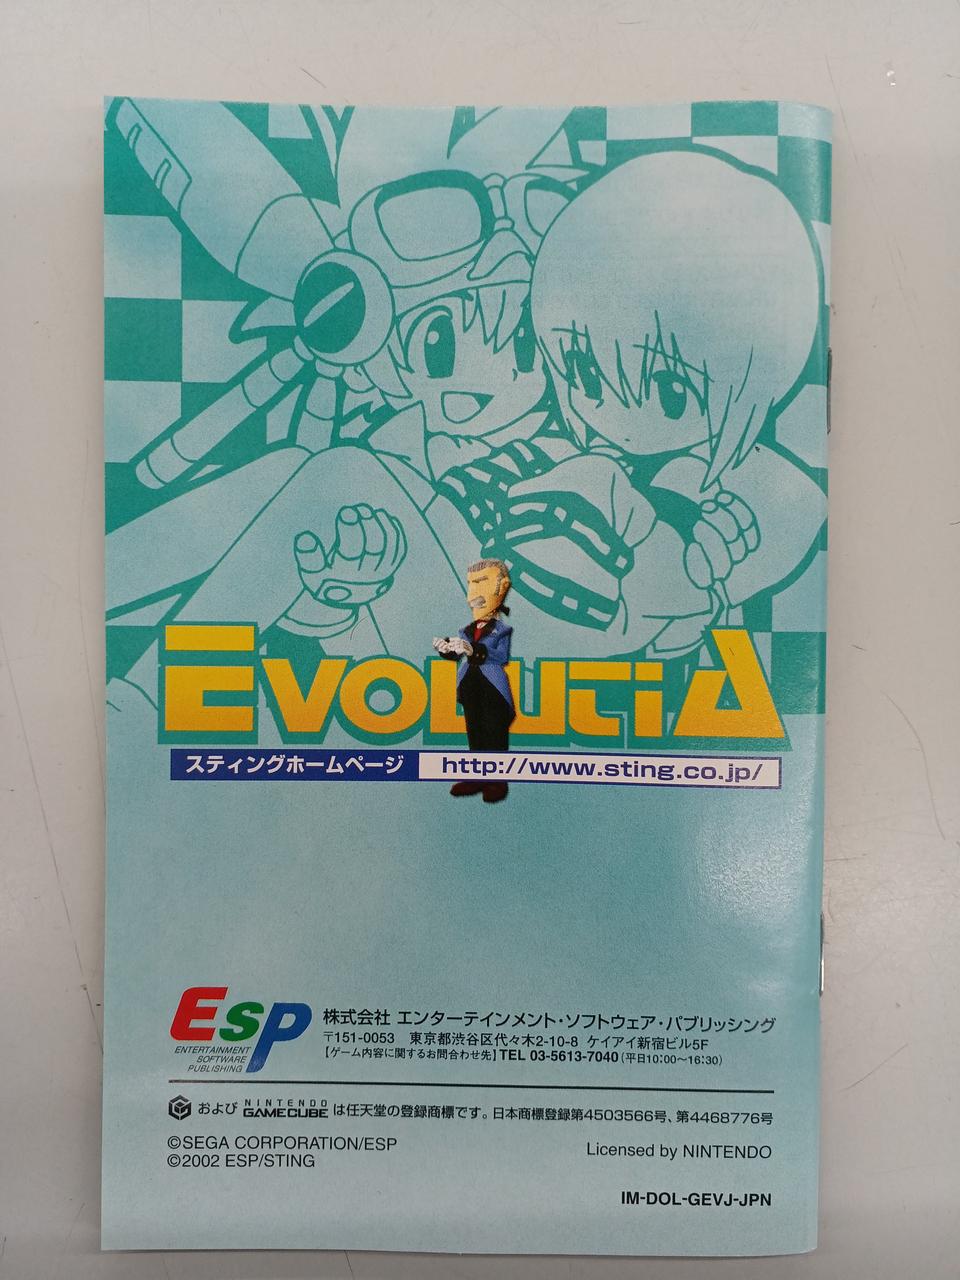 EVOLUTIA
スティングホームページ http://www.sting.co.jp/
ESP
ENTERTAINMENT
SOFTWARE
PUBLISHING
株式会社 エンターテインメント・ソフトウェア・パブリッシング
〒151-0053 東京都渋谷区代々木2-10-8 ケイアイ新宿ビル5F
【ゲーム内容に関するお問合わせ先】TEL 03-5613-7040(平日10:00〜16:30)
および NINTENDO GAMECUBE は任天堂の登録商標です。日本商標登録第4503566号、第4468776号
©SEGA CORPORATION/ESP
©2002 ESP/STING
Licensed by NINTENDO
IM-DOL-GEVJ-JPN